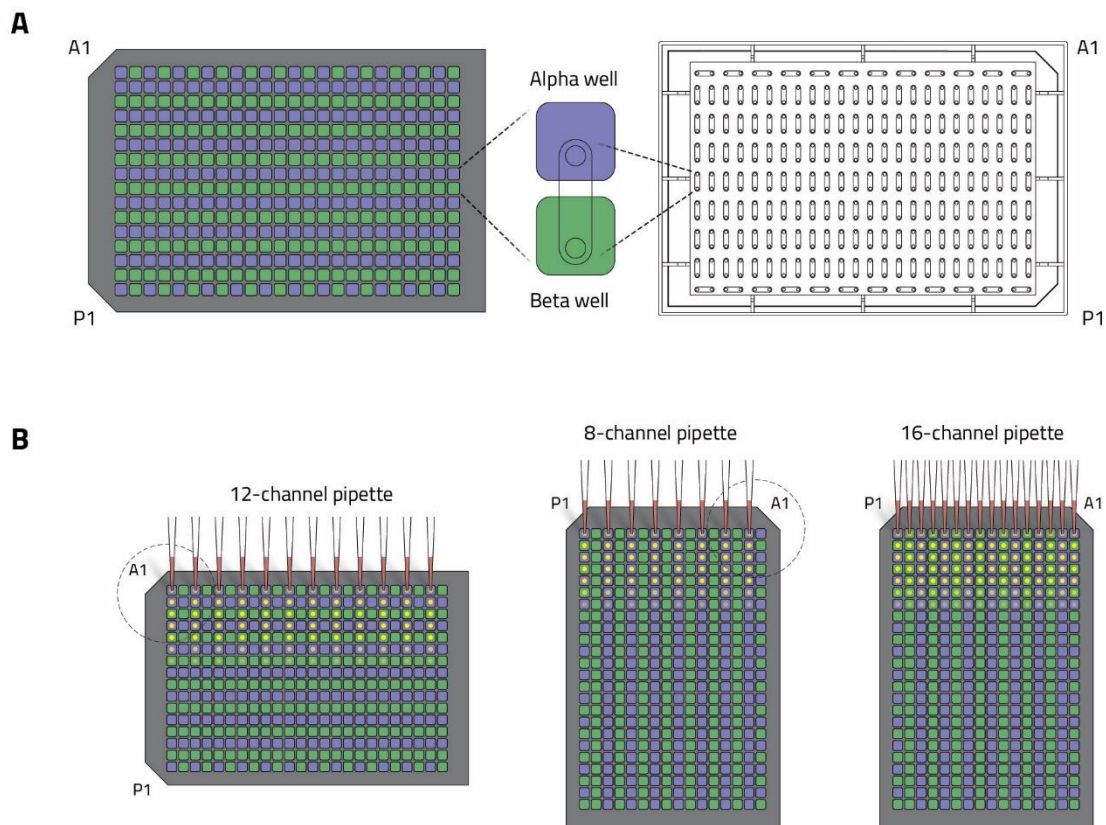 A
A1
A1
Alpha well
Beta well
P1
P1
B
8-channel pipette
16-channel pipette
12-channel pipette
P1
A1
P1
A1
A1
P1